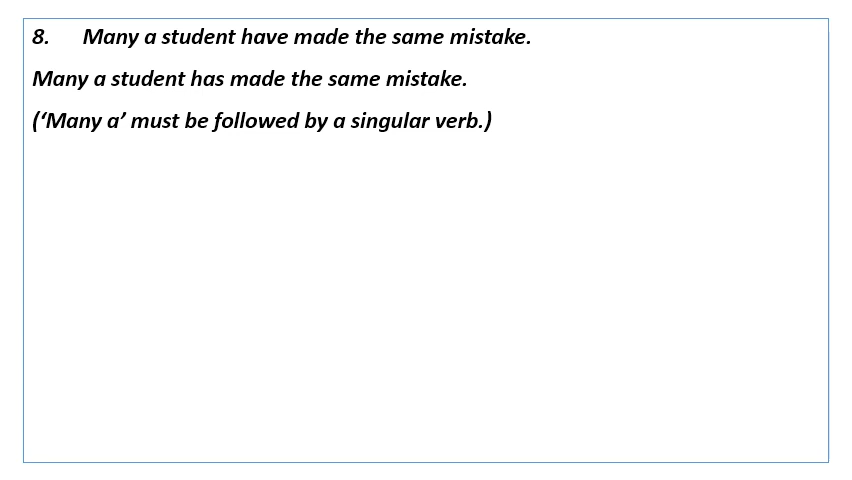 8. Many a student have made the same mistake.
Many a student has made the same mistake.
(‘Many a’ must be followed by a singular verb.)